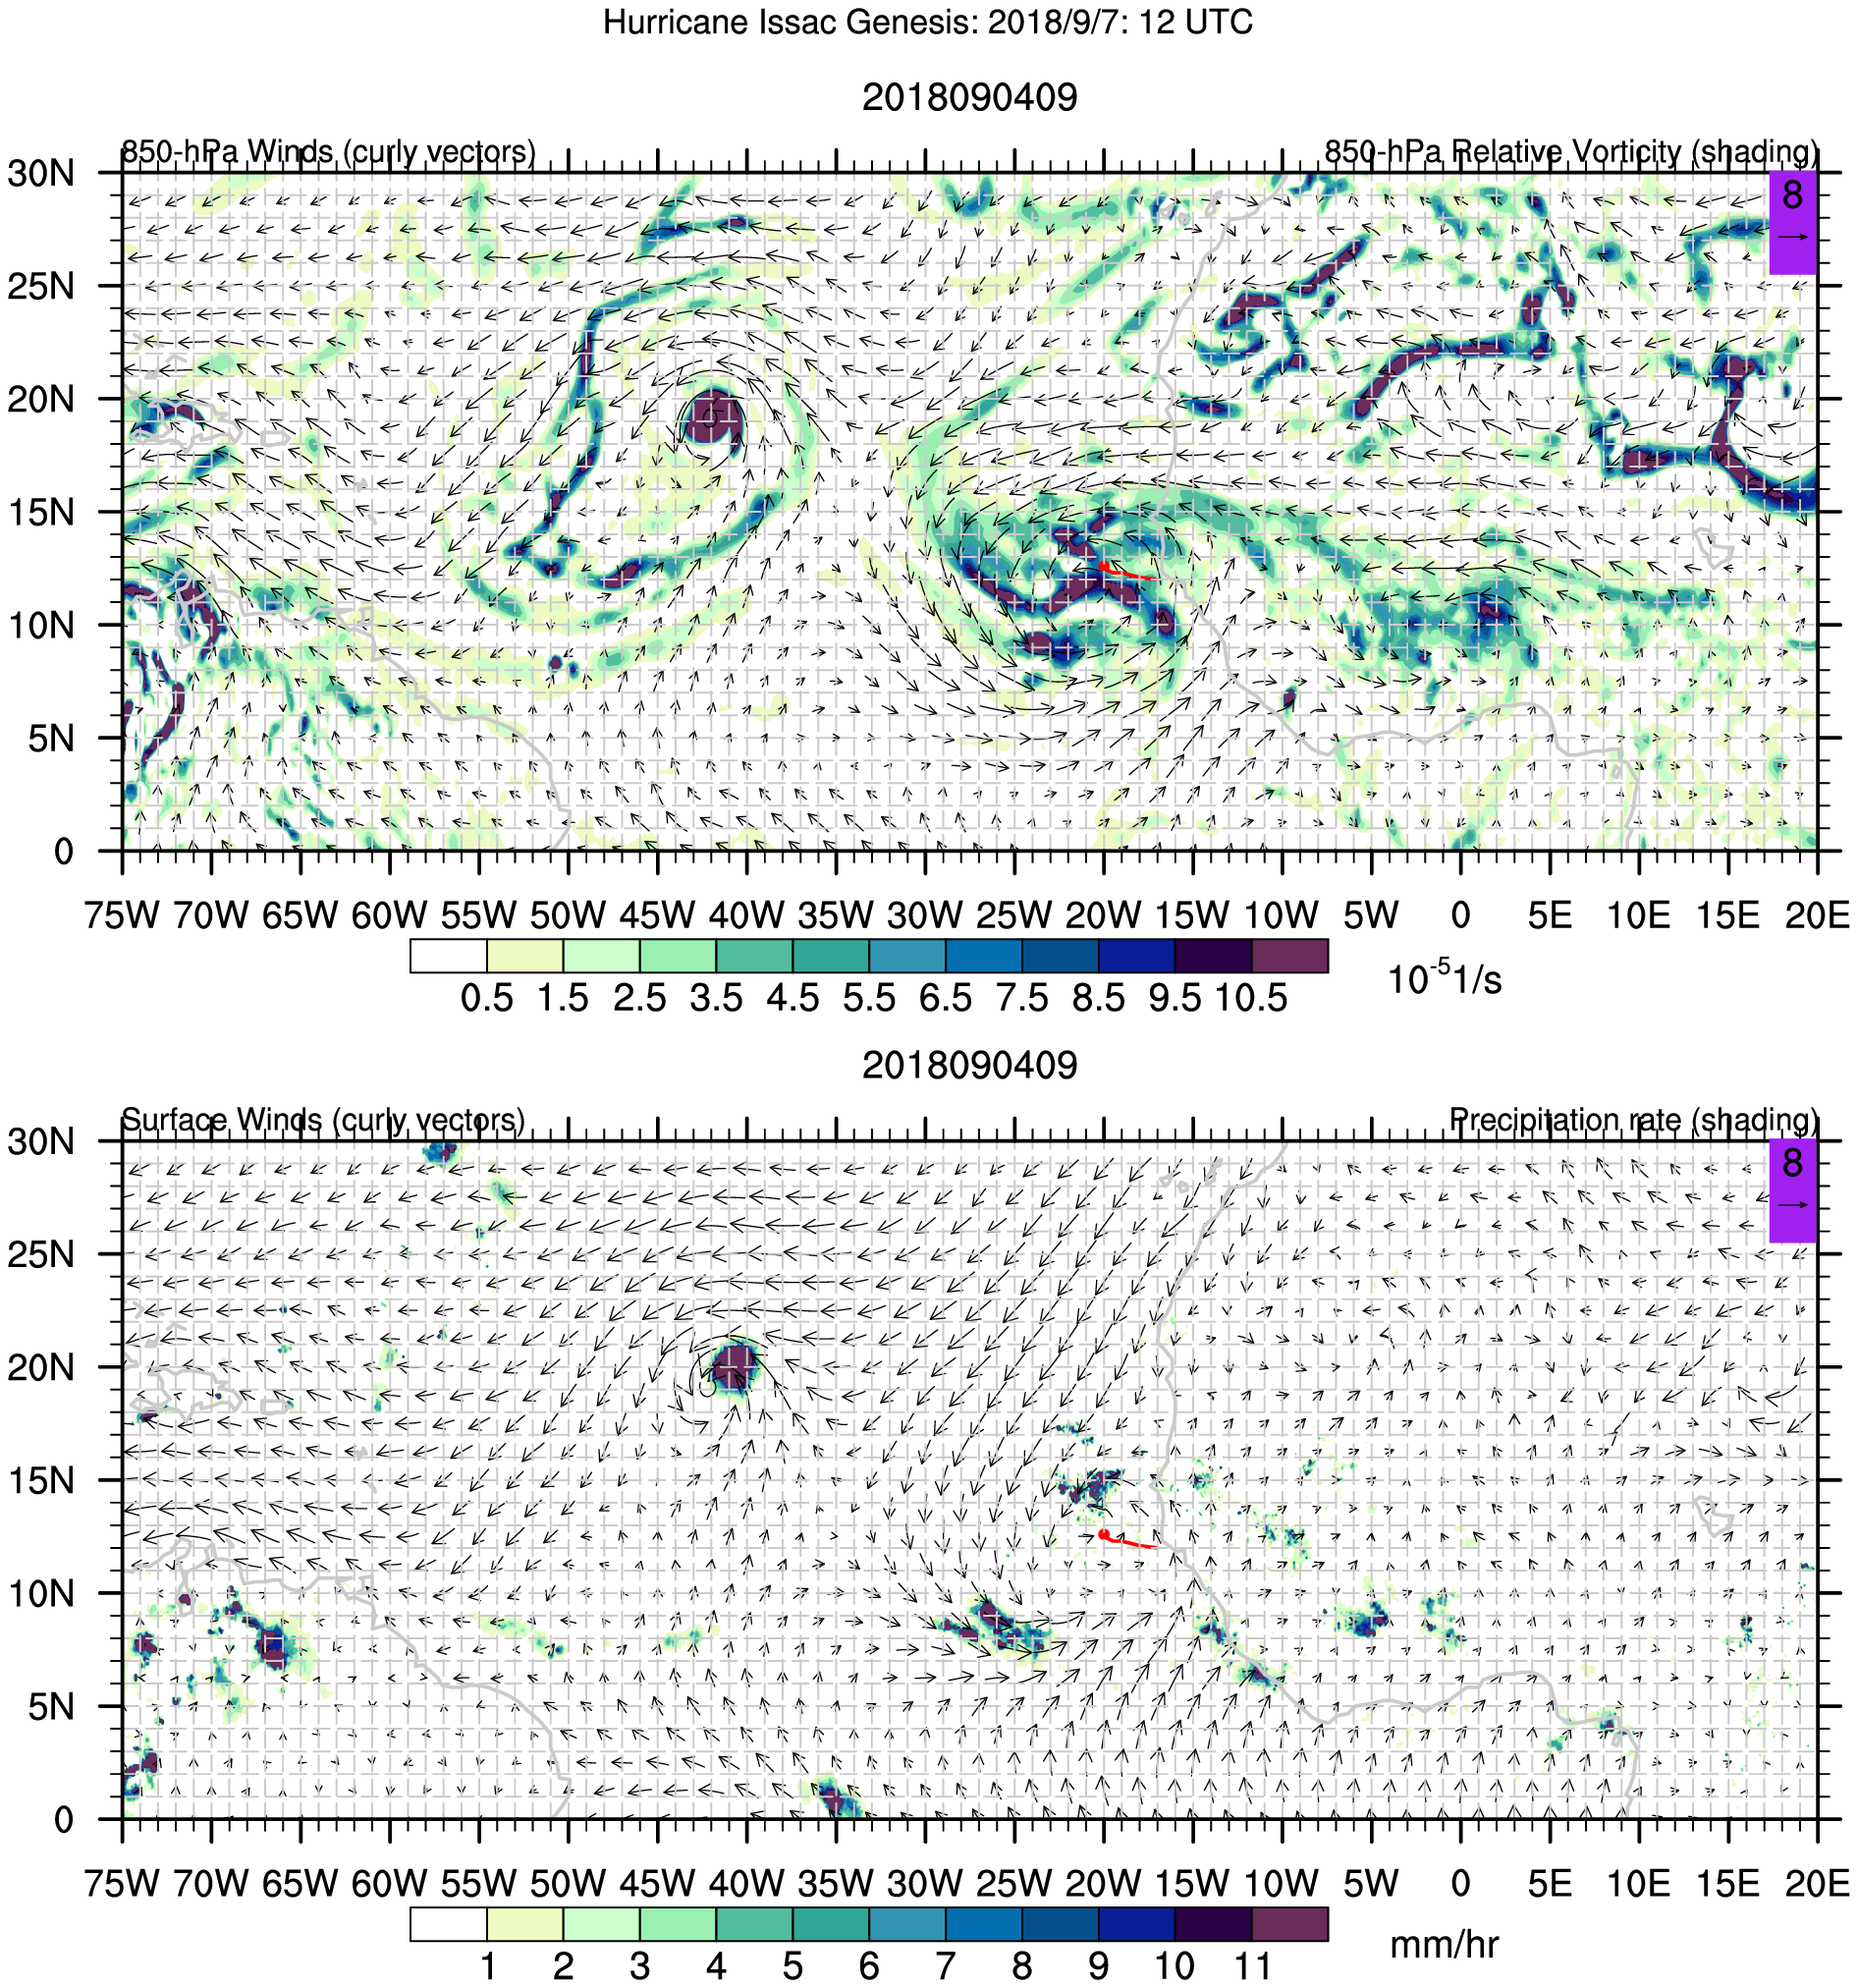 Hurricane Issac Genesis: 2018/9/7: 12 UTC
2018090409
850-hPa Winds (curly vectors) 850-hPa Relative Vorticity (shading)
8
30N
25N
20N
15N
10N
5N
0
75W 70W 65W 60W 55W 50W 45W 40W 35W 30W 25W 20W 15W 10W 5W 0 5E 10E 15E 20E
0.5 1.5 2.5 3.5 4.5 5.5 6.5 7.5 8.5 9.5 10.5
10⁻⁵1/s
2018090409
Surface Winds (curly vectors) Precipitation rate (shading)
8
30N
25N
20N
15N
10N
5N
0
75W 70W 65W 60W 55W 50W 45W 40W 35W 30W 25W 20W 15W 10W 5W 0 5E 10E 15E 20E
1 2 3 4 5 6 7 8 9 10 11
mm/hr